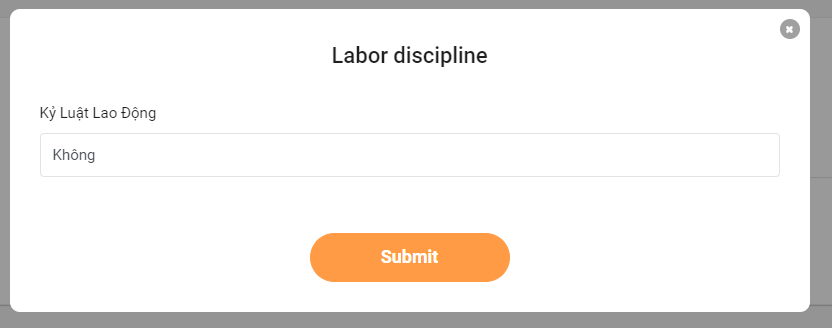 Labor discipline
Kỷ Luật Lao Động
Không
Submit